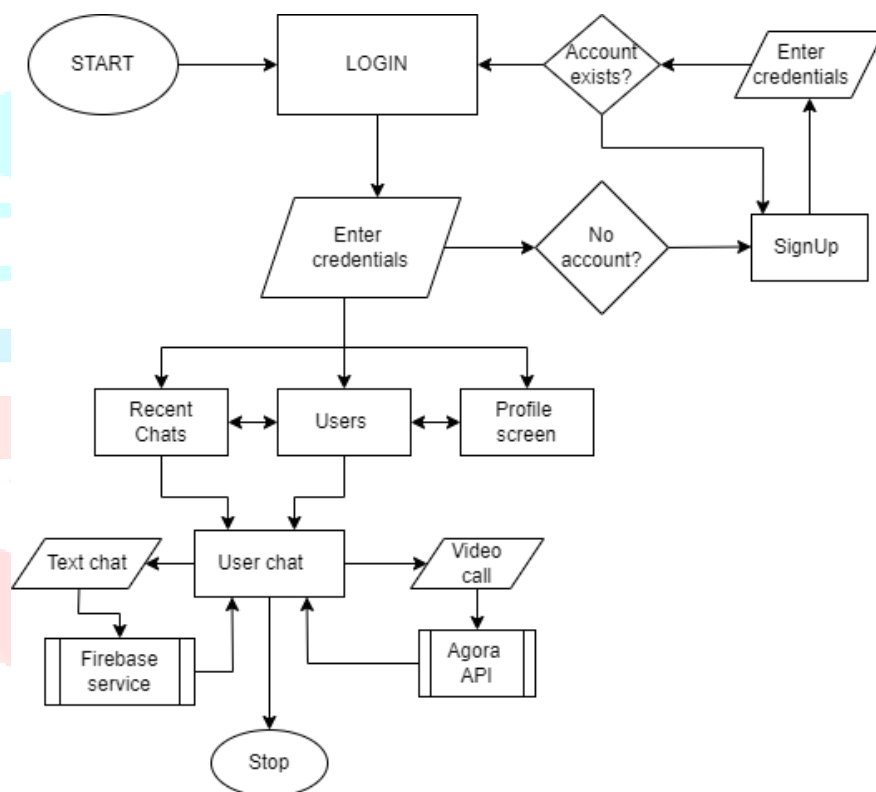 START
LOGIN
Account
exists?
Enter
credentials
Enter
credentials
No
account?
SignUp
Recent
Chats
Users
Profile
screen
Text chat
User chat
Video
call
Firebase
service
Agora
API
Stop